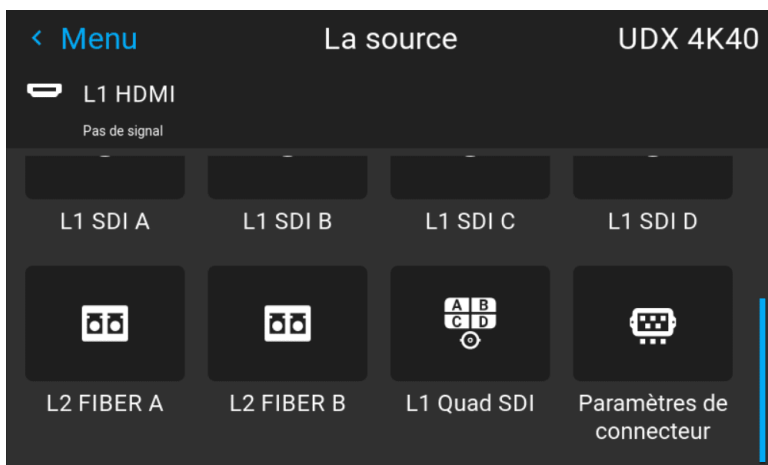 Menu
La source
UDX 4K40
L1 HDMI
Pas de signal
L1 SDI A
L1 SDI B
L1 SDI C
L1 SDI D
A B
C D
L2 FIBER A
L2 FIBER B
L1 Quad SDI
Paramètres de
connecteur